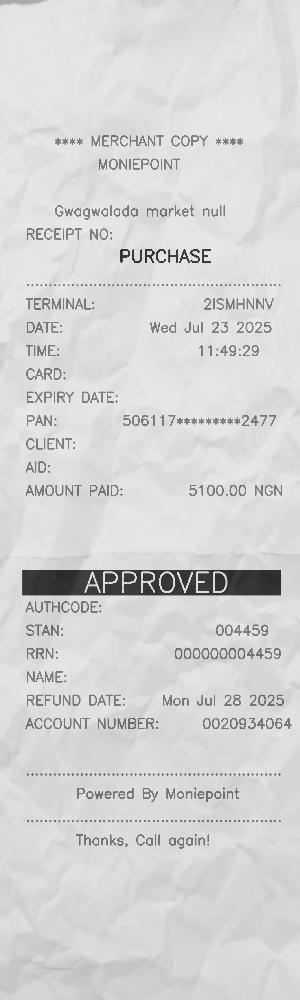 **** MERCHANT COPY ****
MONIEPOINT
Gwagwalada market null
RECEIPT NO:
PURCHASE
TERMINAL: 2ISMHNNV
DATE: Wed Jul 23 2025
TIME: 11:49:29
CARD:
EXPIRY DATE:
PAN: 506117*********2477
CLIENT:
AID:
AMOUNT PAID: 5100.00 NGN
APPROVED
AUTHCODE:
STAN: 004459
RRN: 000000004459
NAME:
REFUND DATE: Mon Jul 28 2025
ACCOUNT NUMBER: 0020934064
Powered By Moniepoint
Thanks, Call again!